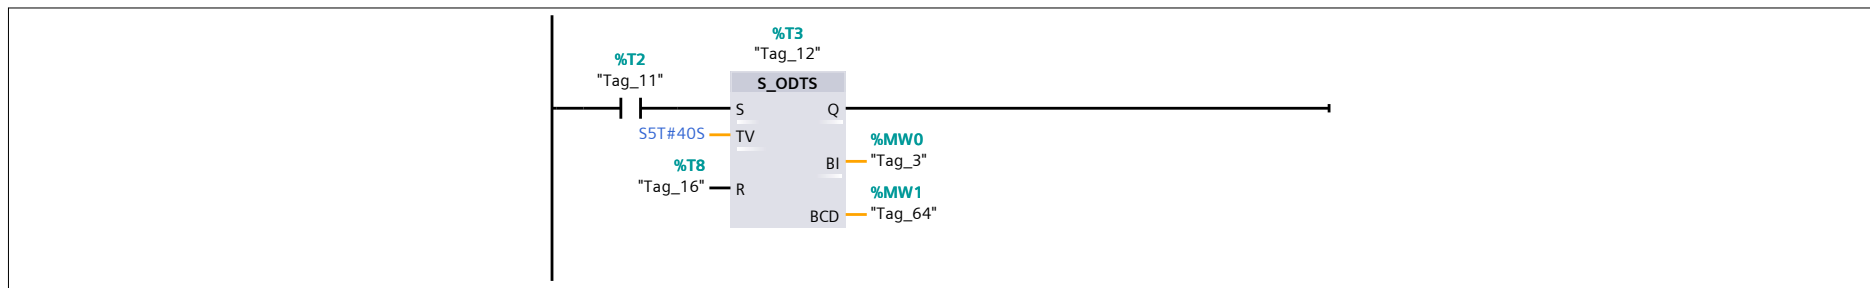 %T3
"Tag_12"
%T2
"Tag_11"
S_ODTS
S
Q
S5T#40S
TV
%MW0
"Tag_3"
BI
%T8
"Tag_16"
R
%MW1
"Tag_64"
BCD